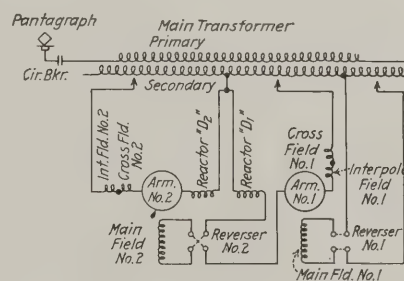 Pantagraph
Main Transformer
Primary
Cir. Bkr.
Secondary
Int. Fld. No.2
Cross Fld.
No.2
Reactor "D2"
Reactor "D1"
Cross
Field
No.1
Arm.
No.2
Arm.
No.1
Interpole
Field
No.1
Main
Field
No.2
Reverser
No.2
Reverser
No.1
Main Fld. No.1